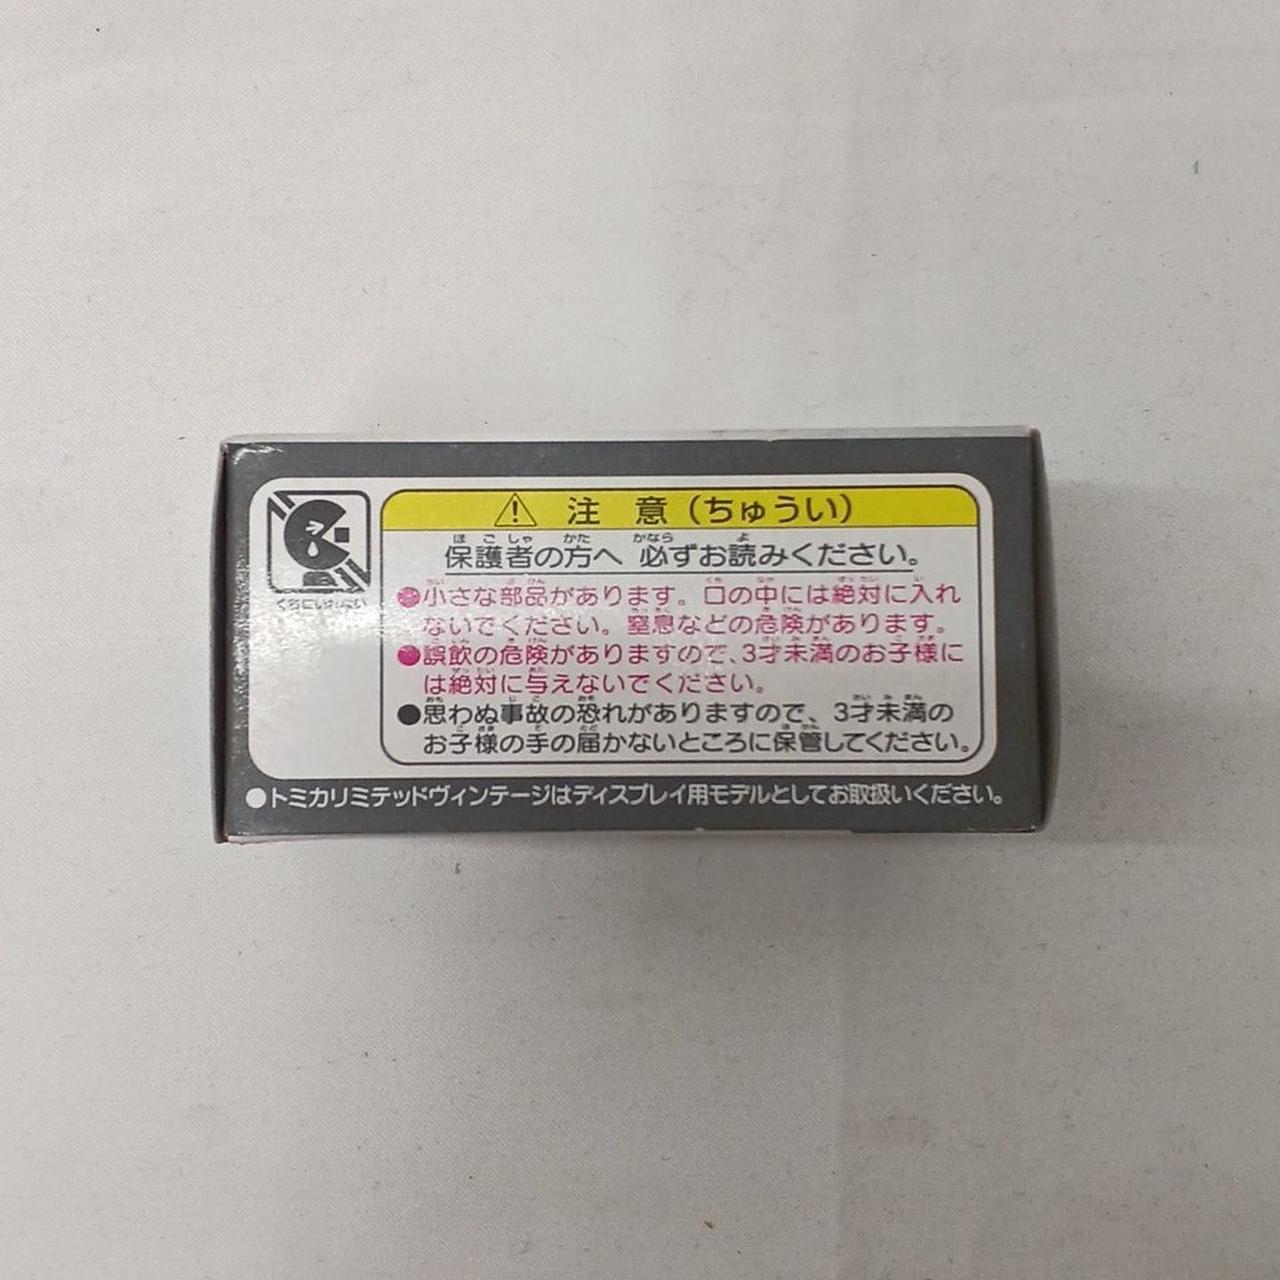 ⚠ 注 意 (ちゅうい)
保護者の方へ 必ずお読みください。
くちにいれない
●小さな部品があります。口の中には絶対に入れ
ないでください。窒息などの危険があります。
●誤飲の危険がありますので、3才未満のお子様に
は絶対に与えないでください。
●思わぬ事故の恐れがありますので、3才未満の
お子様の手の届かないところに保管してください。
●トミカリミテッドヴィンテージはディスプレイ用モデルとしてお取扱いください。